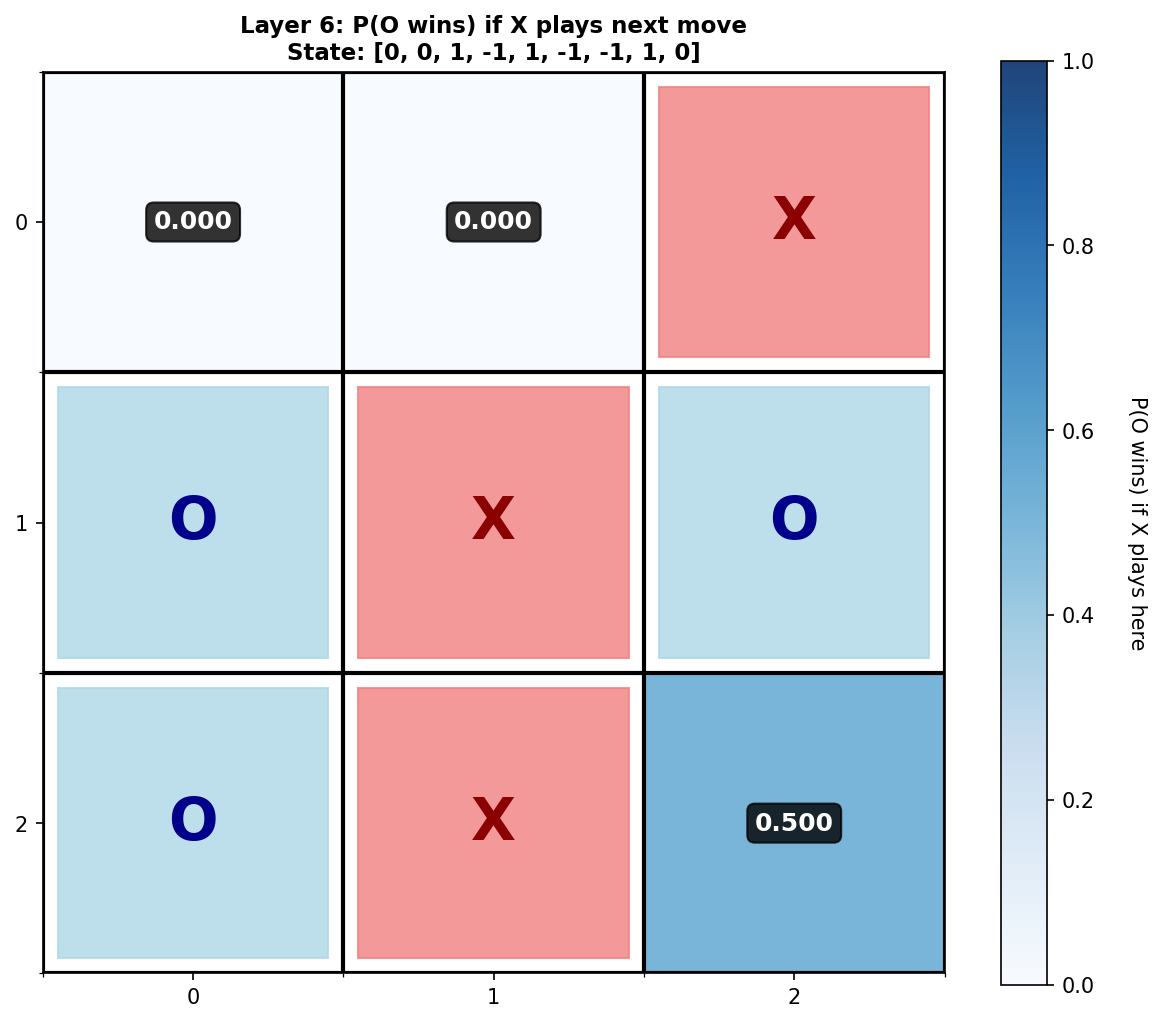 Layer 6: P(O wins) if X plays next move
State: [0, 0, 1, -1, 1, -1, -1, 1, 0]
0 0.000 0.000 X
1 O X O
2 O X 0.500
0 1 2
1.0
0.8
0.6
0.4
0.2
0.0
P(O wins) if X plays here